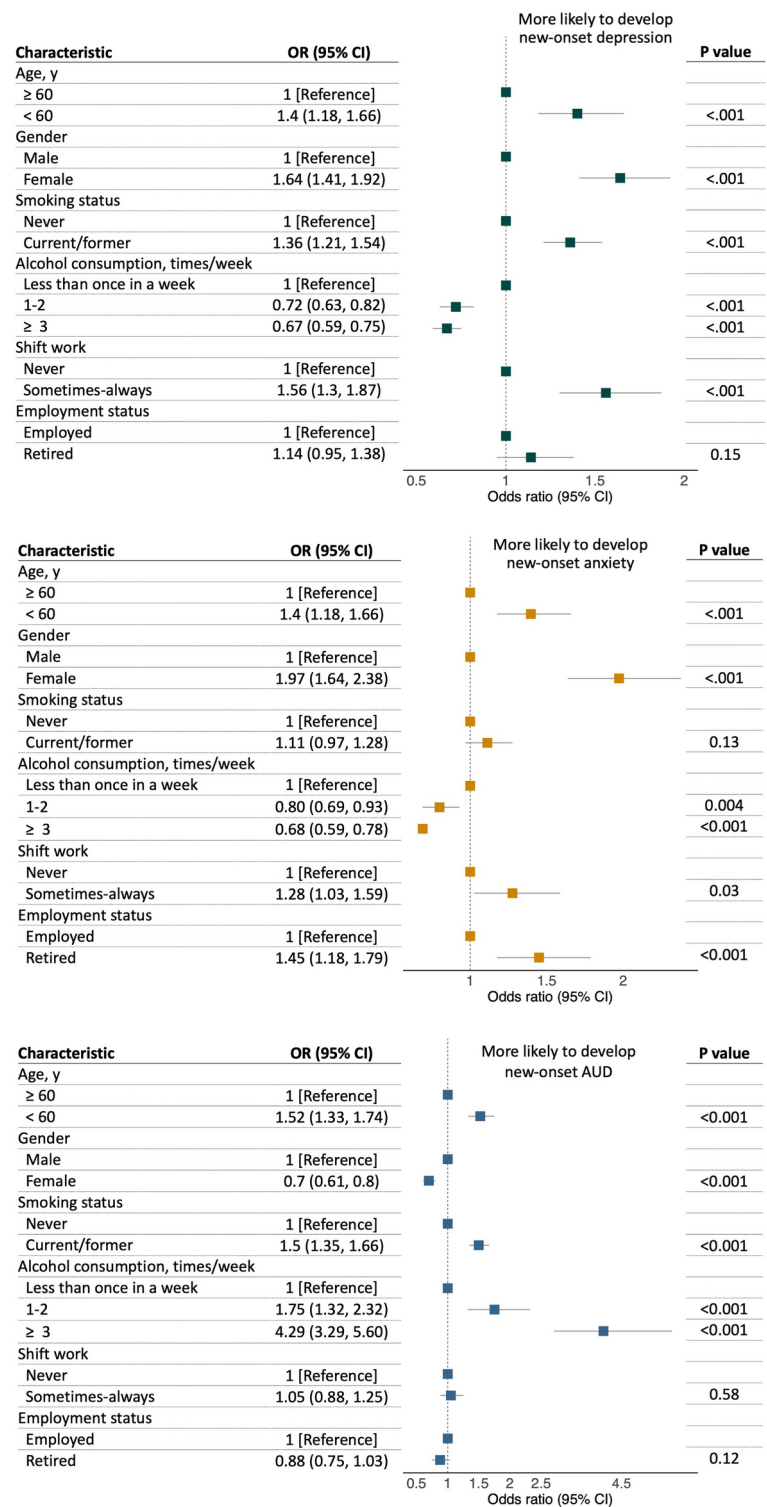 More likely to develop
new-onset depression
Characteristic OR (95% CI) P value
Age, y
≥ 60 1 [Reference]
< 60 1.4 (1.18, 1.66) <.001
Gender
Male 1 [Reference]
Female 1.64 (1.41, 1.92) <.001
Smoking status
Never 1 [Reference]
Current/former 1.36 (1.21, 1.54) <.001
Alcohol consumption, times/week
Less than once in a week 1 [Reference]
1-2 0.72 (0.63, 0.82) <.001
≥ 3 0.67 (0.59, 0.75) <.001
Shift work
Never 1 [Reference]
Sometimes-always 1.56 (1.3, 1.87) <.001
Employment status
Employed 1 [Reference]
Retired 1.14 (0.95, 1.38) 0.15
0.5 1 1.5 2
Odds ratio (95% CI)
Characteristic OR (95% CI) More likely to develop P value
new-onset anxiety
Age, y
≥ 60 1 [Reference]
< 60 1.4 (1.18, 1.66) <.001
Gender
Male 1 [Reference]
Female 1.97 (1.64, 2.38) <.001
Smoking status
Never 1 [Reference]
Current/former 1.11 (0.97, 1.28) 0.13
Alcohol consumption, times/week
Less than once in a week 1 [Reference]
1-2 0.80 (0.69, 0.93) 0.004
≥ 3 0.68 (0.59, 0.78) <0.001
Shift work
Never 1 [Reference]
Sometimes-always 1.28 (1.03, 1.59) 0.03
Employment status
Employed 1 [Reference]
Retired 1.45 (1.18, 1.79) <0.001
1 1.5 2
Odds ratio (95% CI)
Characteristic OR (95% CI) More likely to develop P value
new-onset AUD
Age, y
≥ 60 1 [Reference]
< 60 1.52 (1.33, 1.74) <0.001
Gender
Male 1 [Reference]
Female 0.7 (0.61, 0.8) <0.001
Smoking status
Never 1 [Reference]
Current/former 1.5 (1.35, 1.66) <0.001
Alcohol consumption, times/week
Less than once in a week 1 [Reference]
1-2 1.75 (1.32, 2.32) <0.001
≥ 3 4.29 (3.29, 5.60) <0.001
Shift work
Never 1 [Reference]
Sometimes-always 1.05 (0.88, 1.25) 0.58
Employment status
Employed 1 [Reference]
Retired 0.88 (0.75, 1.03) 0.12
0.5 1 1.5 2 2.5 4.5
Odds ratio (95% CI)